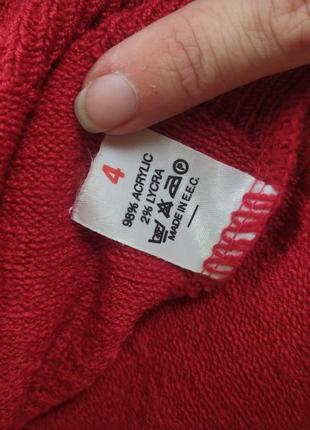 4
98% ACRYLIC
2% LYCRA
MADE IN E.E.C.